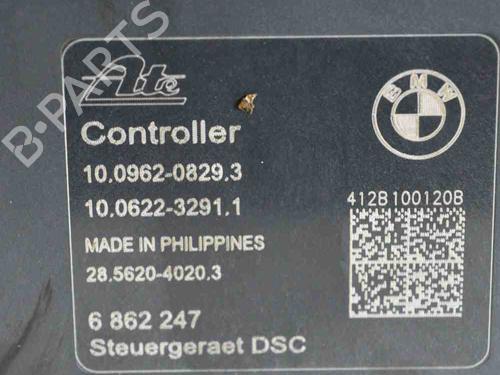 B-PARTS
Ate
BMW
Controller
10.0962-0829.3
10.0622-3291.1
412B100120B
MADE IN PHILIPPINES
28.5620-4020.3
6 862 247
Steuergeraet DSC